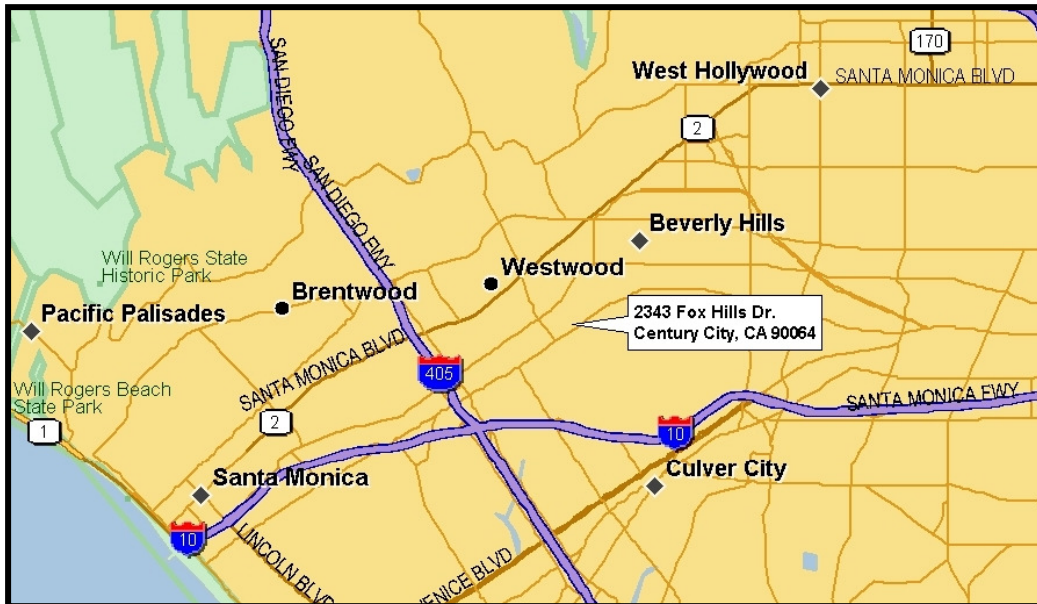 170
West Hollywood
SANTA MONICA BLVD
SAN DIEGO FWY
2
SAN DIEGO FWY
Beverly Hills
Will Rogers State
Historic Park
Westwood
Brentwood
Pacific Palisades
2343 Fox Hills Dr.
Century City, CA 90064
SANTA MONICA BLVD
405
Will Rogers Beach
State Park
SANTA MONICA FWY
2
1
10
Santa Monica
Culver City
10
LINCOLN BLVD
VENICE BLVD